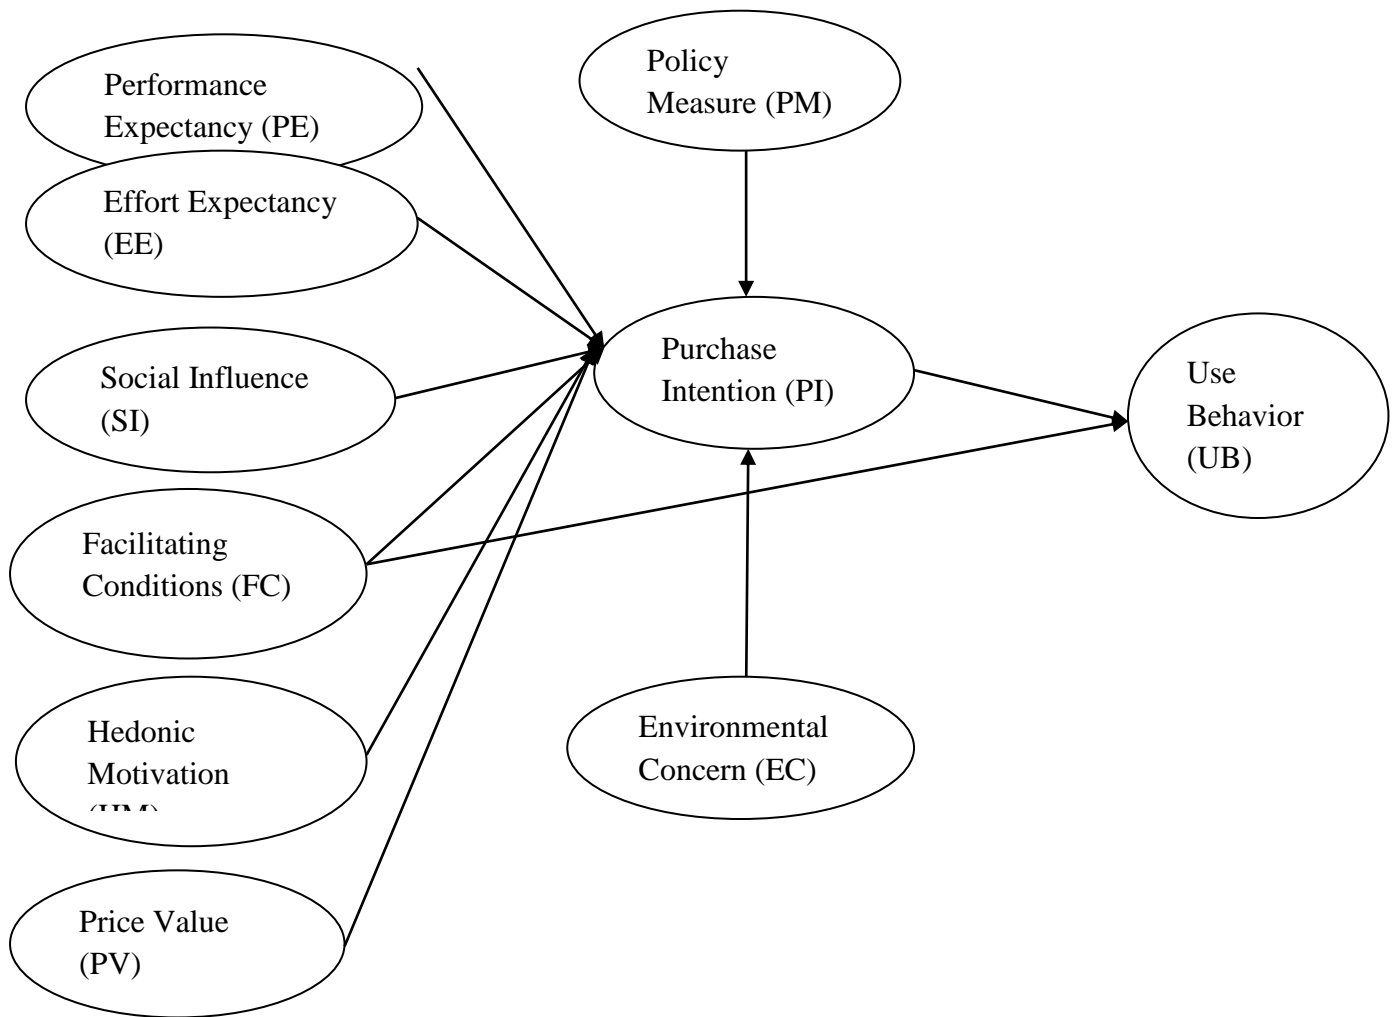 Performance
Expectancy (PE)
Effort Expectancy
(EE)
Social Influence
(SI)
Facilitating
Conditions (FC)
Hedonic
Motivation
Price Value
(PV)
Policy
Measure (PM)
Purchase
Intention (PI)
Environmental
Concern (EC)
Use
Behavior
(UB)